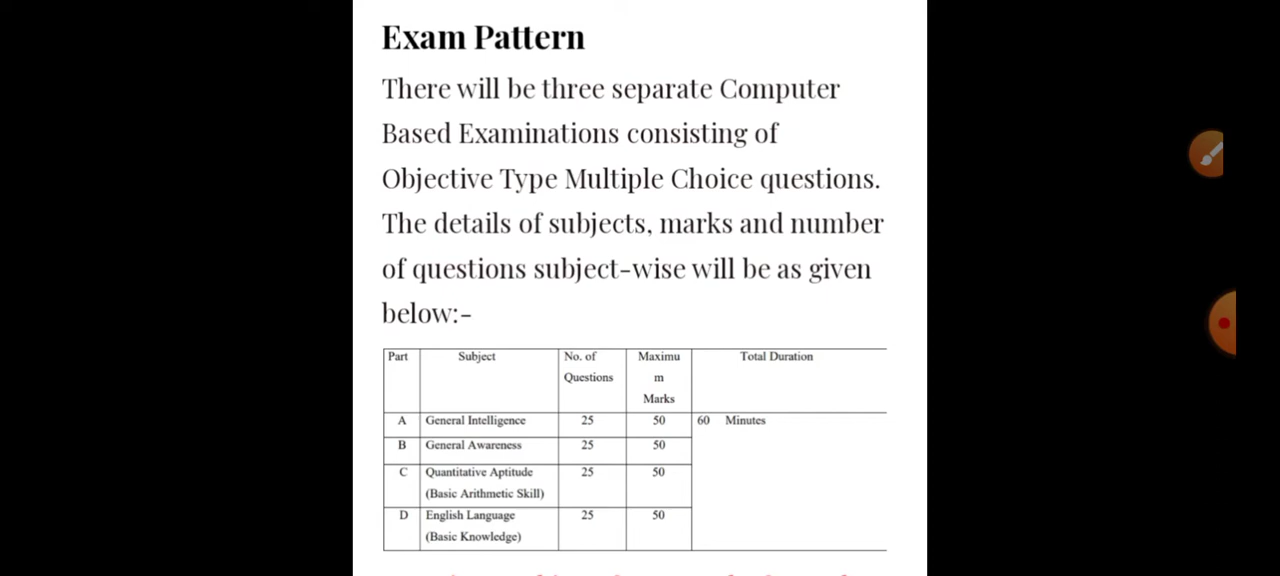 Exam Pattern
There will be three separate Computer
Based Examinations consisting of
Objective Type Multiple Choice questions.
The details of subjects, marks and number
of questions subject-wise will be as given
below:-
Part Subject No. of Questions Maximu m Marks Total Duration
A General Intelligence 25 50 60 Minutes
B General Awareness 25 50
C Quantitative Aptitude (Basic Arithmetic Skill) 25 50
D English Language (Basic Knowledge) 25 50